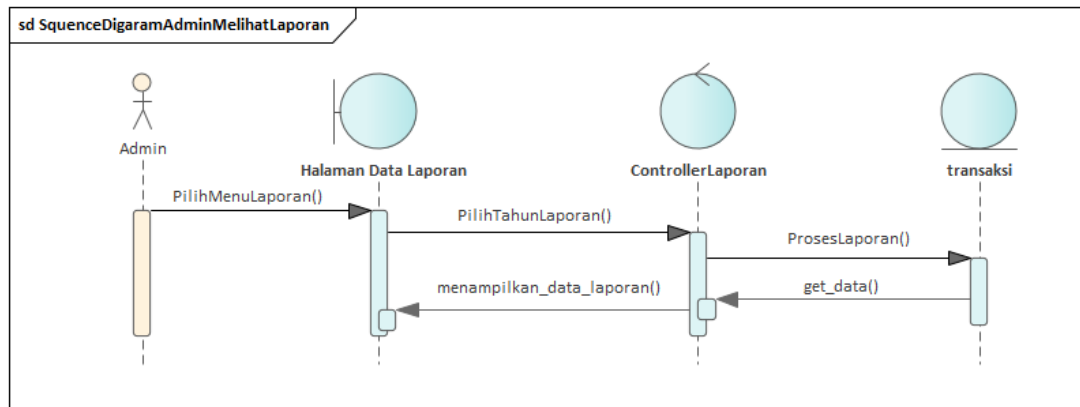 sd SquenceDigaramAdminMelihatLaporan
Admin
Halaman Data Laporan
ControllerLaporan
transaksi
PilihMenuLaporan()
PilihTahunLaporan()
ProsesLaporan()
menampilkan_data_laporan()
get_data()